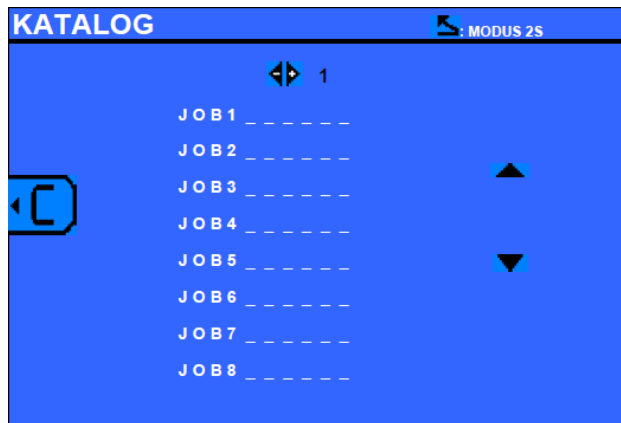 KATALOG
: MODUS 2S
1
JOB1 _ _ _ _ _ _
JOB2 _ _ _ _ _ _
JOB3 _ _ _ _ _ _
JOB4 _ _ _ _ _ _
JOB5 _ _ _ _ _ _
JOB6 _ _ _ _ _ _
JOB7 _ _ _ _ _ _
JOB8 _ _ _ _ _ _
C